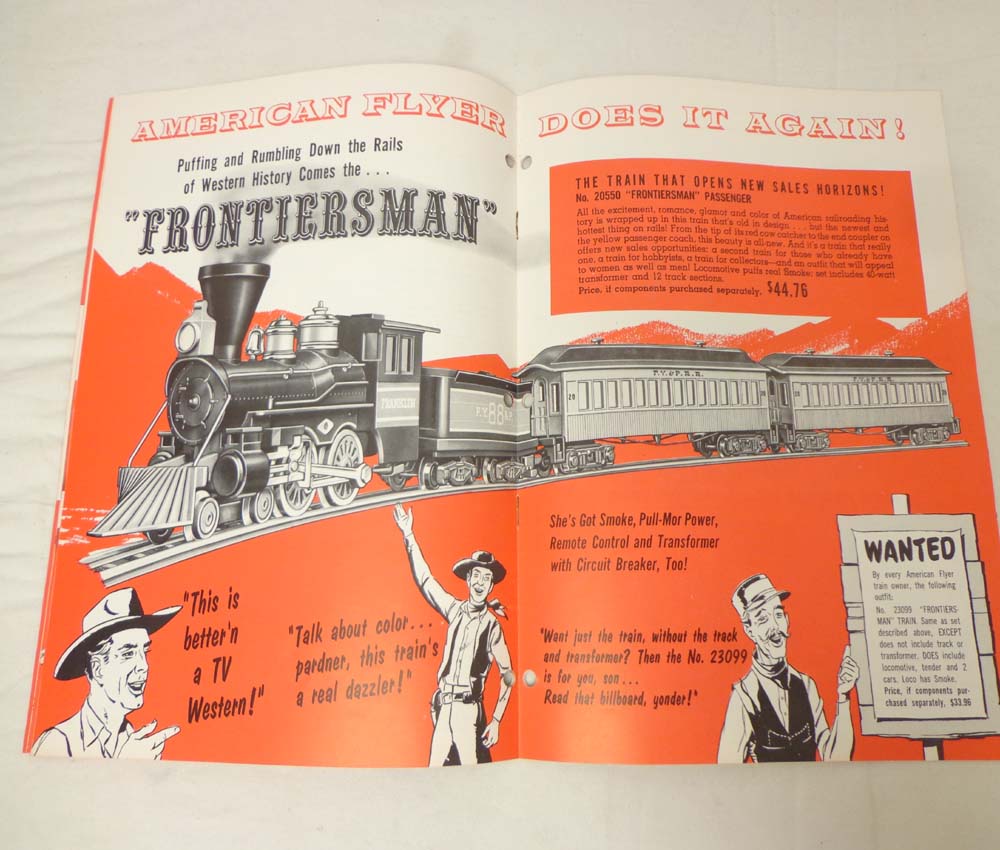 AMERICAN FLYER DOES IT AGAIN!
Puffing and Rumbling Down the Rails
of Western History Comes the . . .
"FRONTIERSMAN"
THE TRAIN THAT OPENS NEW SALES HORIZONS!
No. 20550 "FRONTIERSMAN" PASSENGER
All the excitement, romance, glamor and color of American railroading his-
tory is wrapped up in this train that's old in design . . . . but the newest and
hottest thing on rails! From the tip of its red cow catcher to the end coupler on
the yellow passenger coach, this beauty is all-new. And it's a train that really
offers new sales opportunities: a second train for those who already have
one, a train for hobbyists, a train for collectors—and an outfit that will appeal
to women as well as men! Locomotive puffs real Smoke; set includes 40-watt
transformer and 12 track sections.
Price, if components purchased separately, $44.76
FRANKLIN
F.Y. 88 & P.
F.Y. & P.R.R.
20
20
F.Y. & P.R.R.
She's Got Smoke, Pull-Mor Power,
Remote Control and Transformer
with Circuit Breaker, Too!
"This is
better'n
a TV
Western!"
"Talk about color...
pardner, this train's
a real dazzler!"
"Want just the train, without the track
and transformer? Then the No. 23099
is for you, son ...
Read that billboard, yonder!"
WANTED
By every American Flyer
train owner, the following
outfit:
No. 23099 "FRONTIERS-
MAN" TRAIN. Same as set
described above, EXCEPT
does not include track or
transformer. DOES include
locomotive, tender and 2
cars. Loco has Smoke.
Price, if components pur-
chased separately, $33.96